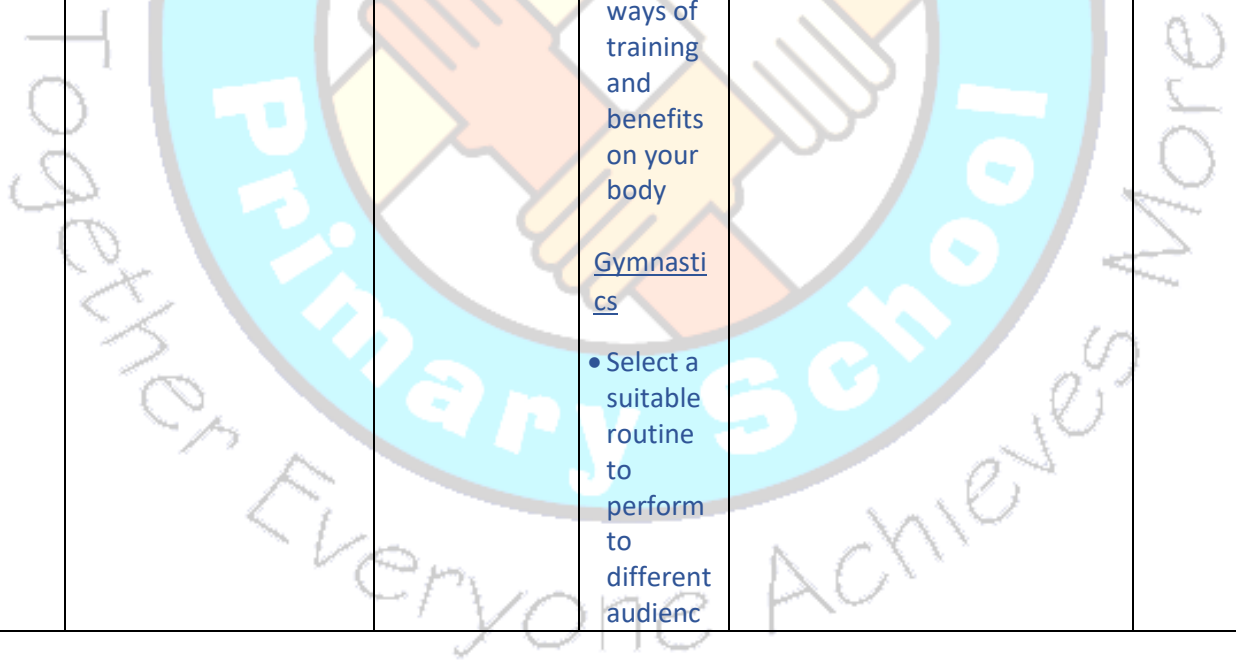 ways of
training
and
benefits
on your
body
Gymnasti
cs
• Select a
suitable
routine
to
perform
to
different
audienc
Primary School
Together Everyone Achieves More